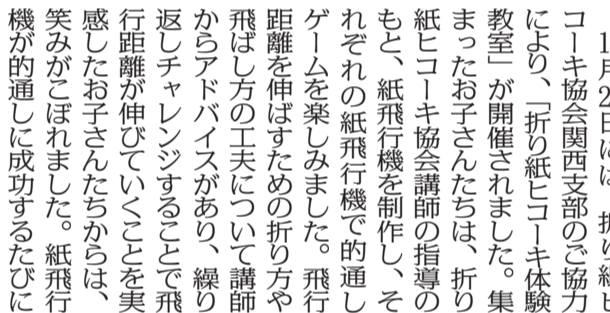 1月2日には、折り紙ヒ
コーキ協会関西支部のご協力
により、「折り紙ヒコーキ体験
教室」が開催されました。集
まったお子さんたちは、折り
紙ヒコーキ協会講師の指導の
もと、紙飛行機を制作し、そ
れぞれの紙飛行機で的通し
ゲームを楽しみました。飛行
距離を伸ばすための折り方や
飛ばし方の工夫について講師
からアドバイスがあり、繰り
返しチャレンジすることで飛
行距離が伸びていくことを実
感したお子さんたちからは、
笑みがこぼれました。紙飛行
機が的通しに成功するたびに